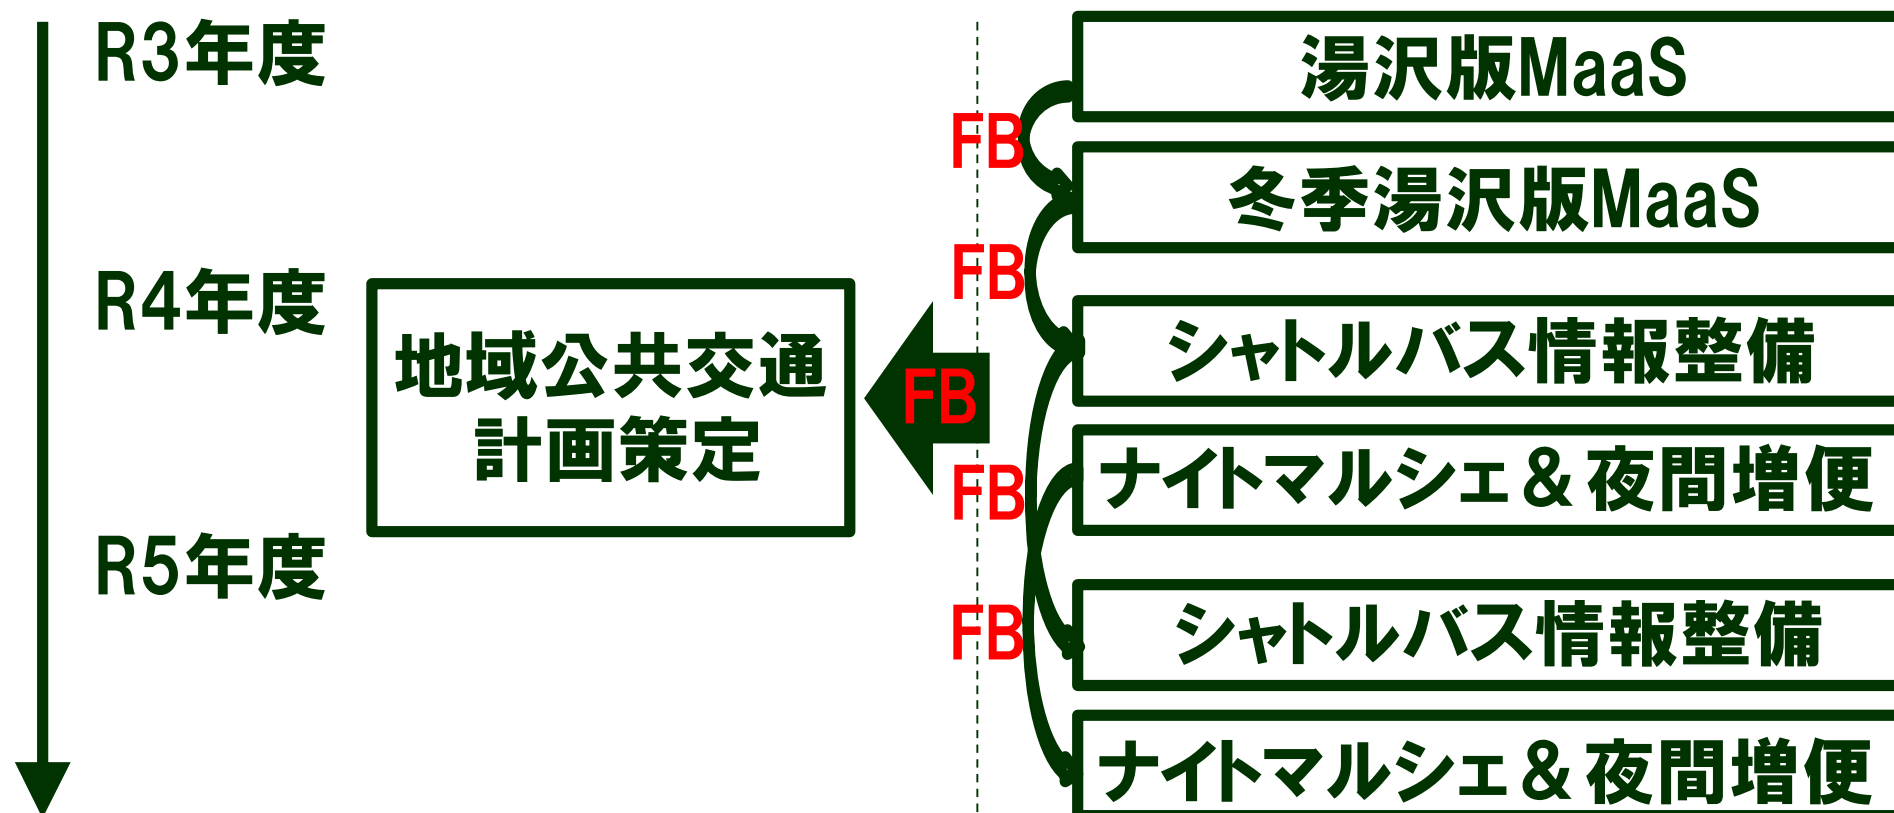 R3年度
R4年度
R5年度
地域公共交通
計画策定
FB
FB
FB
FB
FB
湯沢版MaaS
冬季湯沢版MaaS
シャトルバス情報整備
ナイトマルシェ＆夜間増便
シャトルバス情報整備
ナイトマルシェ＆夜間増便